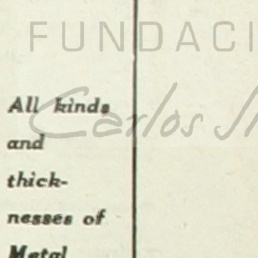 FUNDACI
All kinds
Carlos
and
thick-
nesses of
Metal